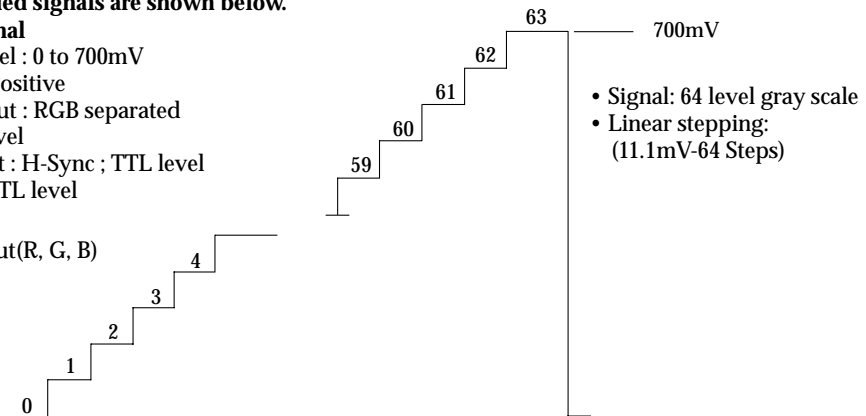 ed signals are shown below.
nal
el : 0 to 700mV
ositive
ut : RGB separated
vel
t : H-Sync ; TTL level
TL level
ut(R, G, B)
0
1
2
3
4
59
60
61
62
63
700mV
• Signal: 64 level gray scale
• Linear stepping:
(11.1mV-64 Steps)